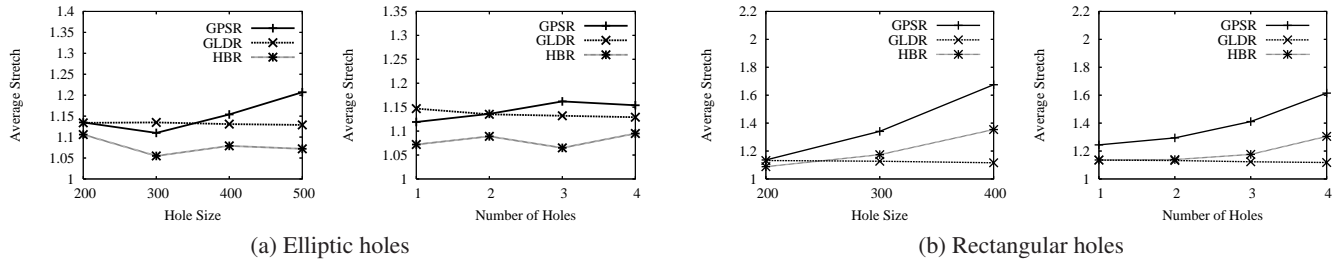 1.4
1.35
1.3
1.25
1.2
1.15
1.1
1.05
1
200 300 400 500
Average Stretch
Hole Size
GPSR
GLDR
HBR
1.35
1.3
1.25
1.2
1.15
1.1
1.05
1
1 2 3 4
Average Stretch
Number of Holes
GPSR
GLDR
HBR
(a) Elliptic holes
2.2
2
1.8
1.6
1.4
1.2
1
200 300 400
Average Stretch
Hole Size
GPSR
GLDR
HBR
2.2
2
1.8
1.6
1.4
1.2
1
1 2 3 4
Average Stretch
Number of Holes
GPSR
GLDR
HBR
(b) Rectangular holes